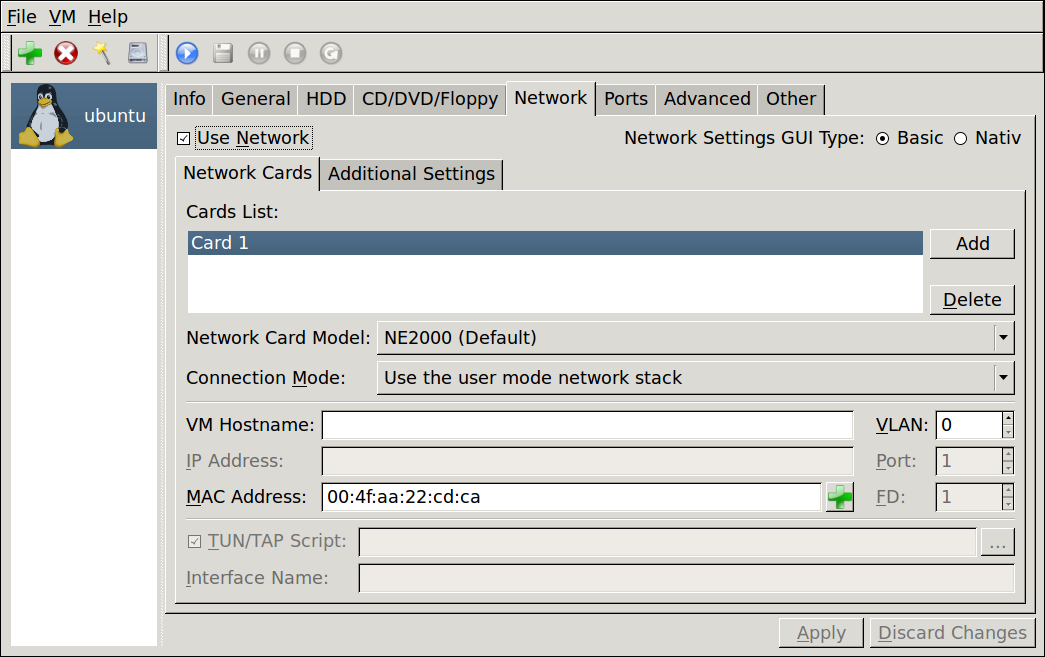 File VM Help
ubuntu
Info General HDD CD/DVD/Floppy Network Ports Advanced Other
Use Network Network Settings GUI Type: Basic Nativ
Network Cards Additional Settings
Cards List:
Card 1 Add
Delete
Network Card Model: NE2000 (Default)
Connection Mode: Use the user mode network stack
VM Hostname: VLAN: 0
IP Address: Port: 1
MAC Address: 00:4f:aa:22:cd:ca FD: 1
TUN/TAP Script: ...
Interface Name:
Apply Discard Changes